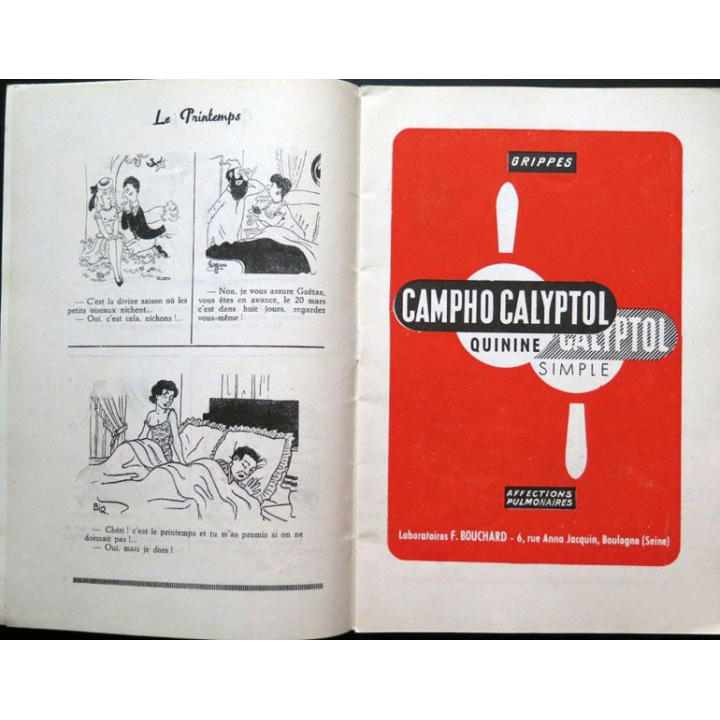 Le Printemps
— C'est la divine saison où les
petits oiseaux nichent...
— Oui, c'est cela, nichons !...
— Non, je vous assure Gaëtan,
vous êtes en avance, le 20 mars
c'est dans huit jours, regardez
vous-même !
BIR
— Chéri ! c'est le printemps et tu m'as promis si on ne
dormait pas !...
— Oui, mais je dors !
GRIPPES
CAMPHO CALYPTOL
QUININE
CALYPTOL
SIMPLE
AFFECTIONS
PULMONAIRES
Laboratoires F. BOUCHARD - 6, rue Anna Jacquin, Boulogne (Seine)